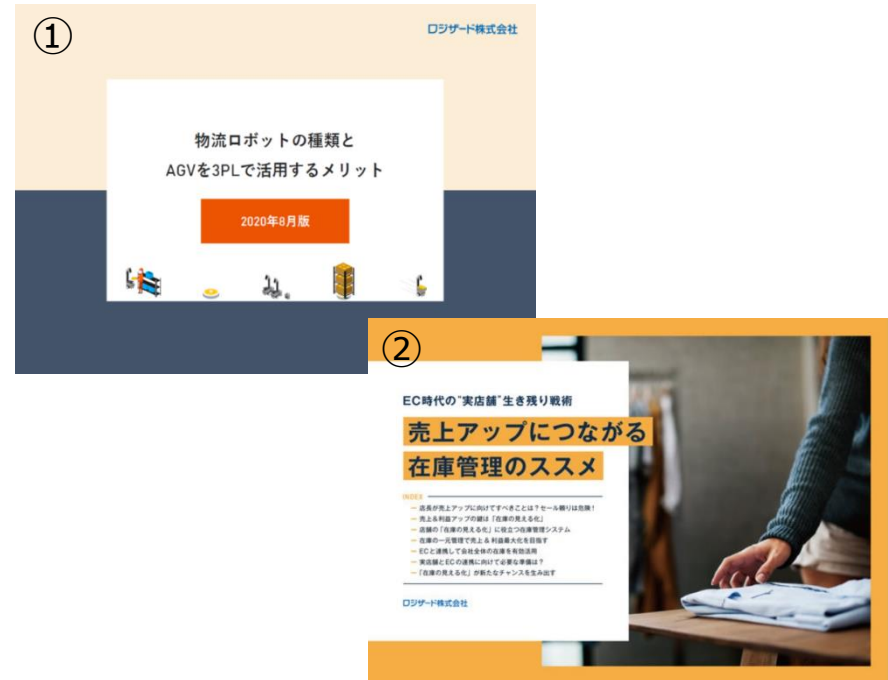 ①
ロジザード株式会社
物流ロボットの種類と
AGVを3PLで活用するメリット
2020年8月版
②
EC時代の"実店舗"生き残り戦術
売上アップにつながる
在庫管理のススメ
INDEX
ー 店長が売上アップに向けてすべきことは？セール頼りは危険！
ー 売上&利益アップの鍵は「在庫の見える化」
ー 店舗の「在庫の見える化」に役立つ在庫管理システム
ー 在庫の一元管理で売上 & 利益最大化を目指す
ー ECと連携して会社全体の在庫を有効活用
ー 実店舗とECの連携に向けて必要な準備は？
ー 「在庫の見える化」が新たなチャンスを生み出す
ロジザード株式会社